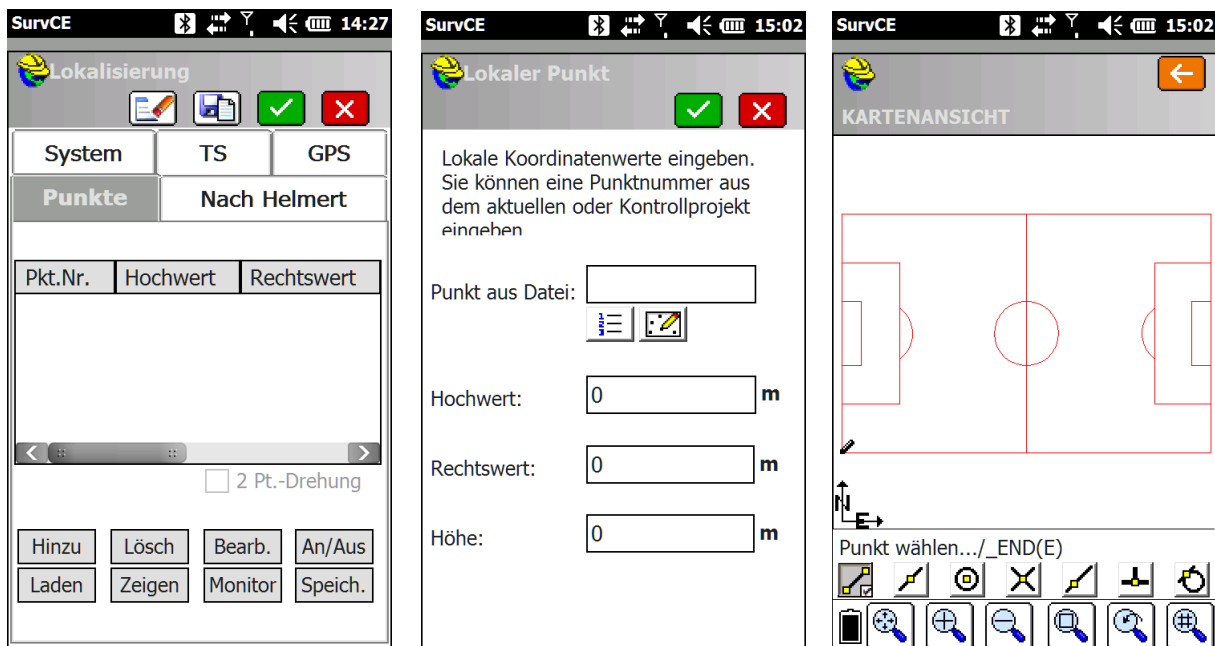 SurvCE 14:27
Lokalisierung
System TS GPS
Punkte Nach Helmert
Pkt.Nr. Hochwert Rechtswert
2 Pt.-Drehung
Hinzu Lösch Bearb. An/Aus
Laden Zeigen Monitor Speich.
SurvCE 15:02
Lokaler Punkt
Lokale Koordinatenwerte eingeben.
Sie können eine Punktnummer aus
dem aktuellen oder Kontrollprojekt
eingeben
Punkt aus Datei:
Hochwert: 0 m
Rechtswert: 0 m
Höhe: 0 m
SurvCE 15:02
KARTENANSICHT
N
E
Punkt wählen.../_END(E)